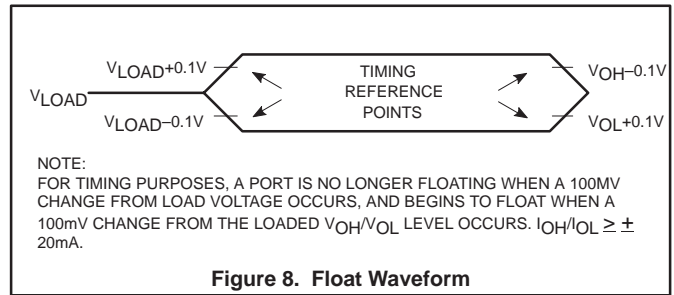 VLOAD
VLOAD+0.1V
VLOAD–0.1V
TIMING
REFERENCE
POINTS
VOH–0.1V
VOL+0.1V
NOTE:
FOR TIMING PURPOSES, A PORT IS NO LONGER FLOATING WHEN A 100MV
CHANGE FROM LOAD VOLTAGE OCCURS, AND BEGINS TO FLOAT WHEN A
100mV CHANGE FROM THE LOADED VOH/VOL LEVEL OCCURS. IOH/IOL ≥ ±
20mA.
Figure 8. Float Waveform